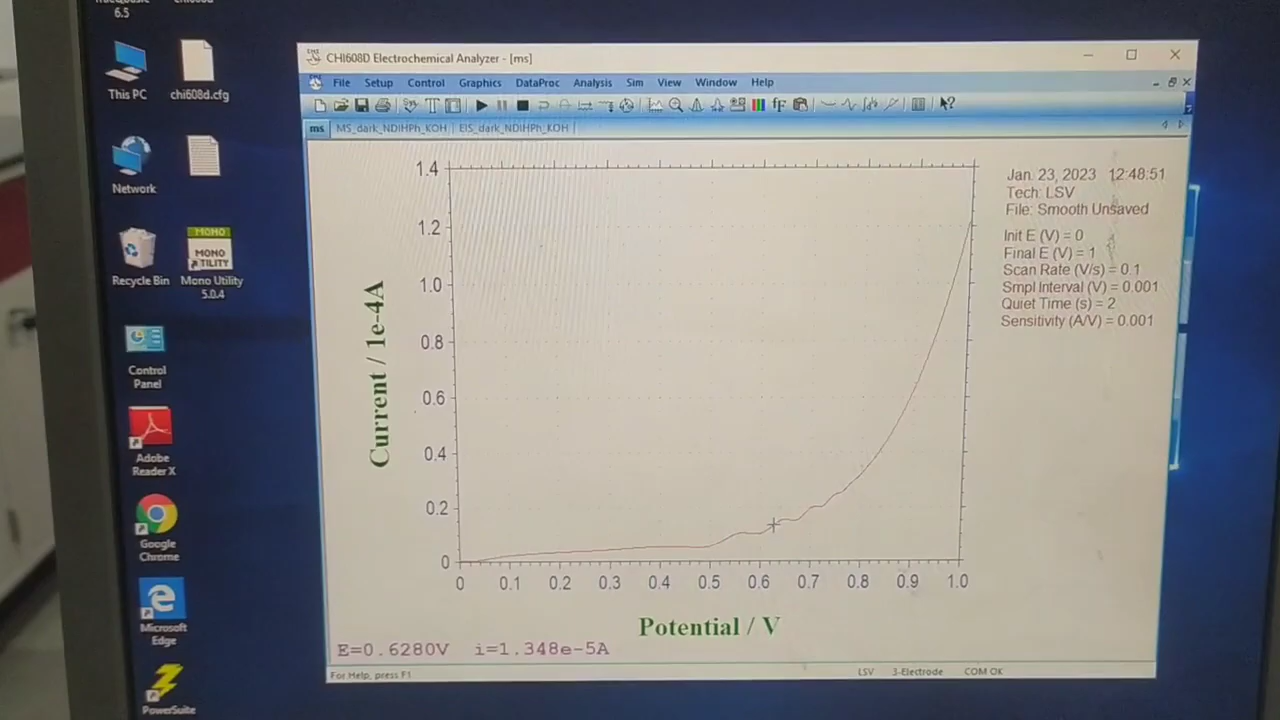 6.5
This PC
chi608d.cfg
Network
Recycle Bin
MONO
MONO
Mono Utility
5.0.4
Control
Panel
Adobe
Reader X
Google
Chrome
Microsoft
Edge
PowerSuite
CHI608D Electrochemical Analyzer - [ms]
File Setup Control Graphics DataProc Analysis Sim View Window Help
ms MS_dark_NDIHPh_KOH EIS_dark_NDIHPh_KOH
Jan. 23, 2023 12:48:51
Tech: LSV
File: Smooth Unsaved
Init E (V) = 0
Final E (V) = 1
Scan Rate (V/s) = 0.1
Smpl Interval (V) = 0.001
Quiet Time (s) = 2
Sensitivity (A/V) = 0.001
Current / 1e-4A
1.4
1.2
1.0
0.8
0.6
0.4
0.2
0
0 0.1 0.2 0.3 0.4 0.5 0.6 0.7 0.8 0.9 1.0
Potential / V
E=0.6280V i=1.348e-5A
For Help, press F1
LSV 3-Electrode COM OK